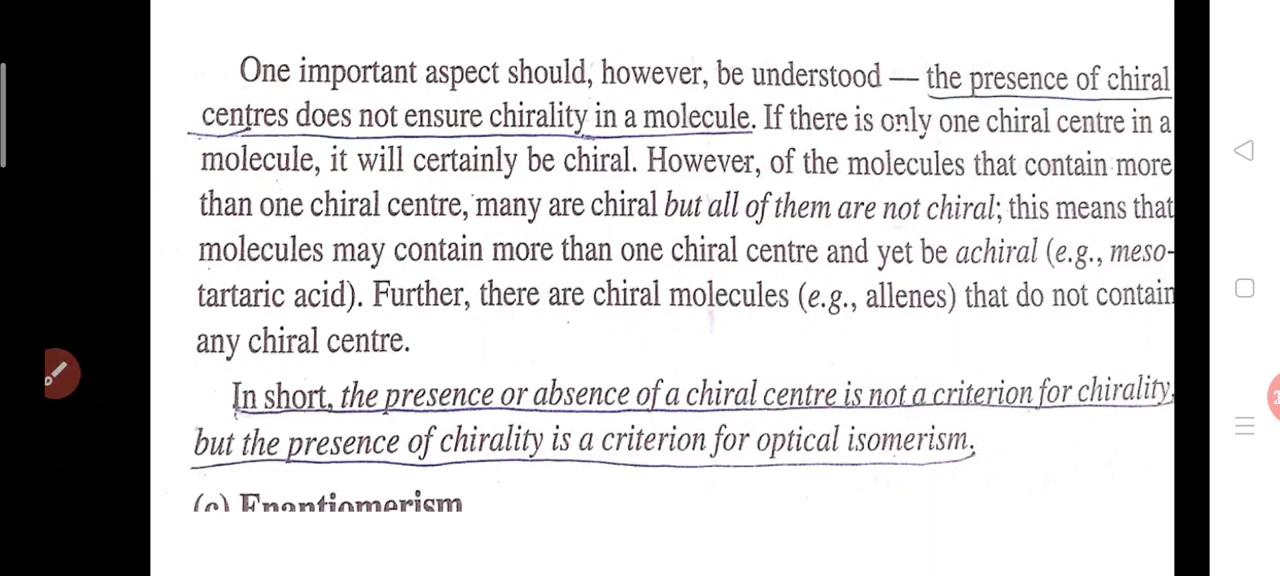 One important aspect should, however, be understood — the presence of chiral
centres does not ensure chirality in a molecule. If there is only one chiral centre in a
molecule, it will certainly be chiral. However, of the molecules that contain more
than one chiral centre, many are chiral but all of them are not chiral; this means that
molecules may contain more than one chiral centre and yet be achiral (e.g., meso-
tartaric acid). Further, there are chiral molecules (e.g., allenes) that do not contain
any chiral centre.
In short, the presence or absence of a chiral centre is not a criterion for chirality,
but the presence of chirality is a criterion for optical isomerism.
(c) Enantiomerism